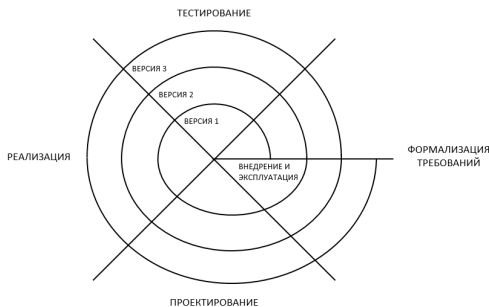 ТЕСТИРОВАНИЕ
ВЕРСИЯ 3
ВЕРСИЯ 2
ВЕРСИЯ 1
РЕАЛИЗАЦИЯ
ФОРМАЛИЗАЦИЯ
ТРЕБОВАНИЙ
ВНЕДРЕНИЕ И
ЭКСПЛУАТАЦИЯ
ПРОЕКТИРОВАНИЕ